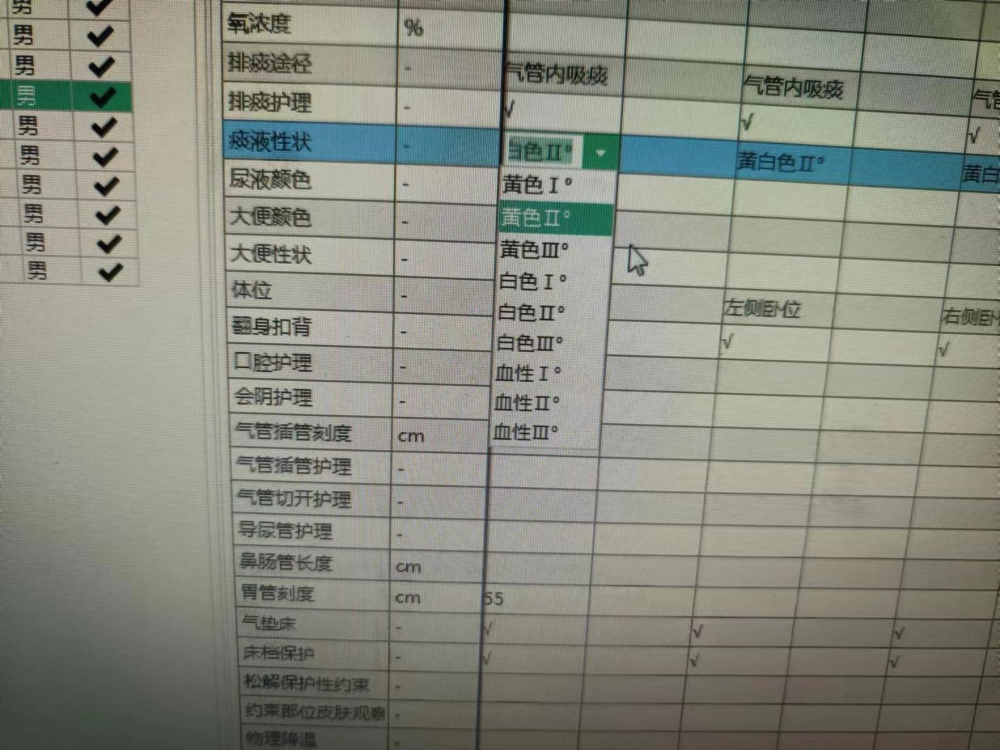 男 ✔
男 ✔
男 ✔
男 ✔
男 ✔
男 ✔
男 ✔
男 ✔
男 ✔
男 ✔
氧浓度 %
排痰途径 - 气管内吸痰 气管内吸痰 气管
排痰护理 - √ √ √
痰液性状 - 白色Ⅱ° 黄白色Ⅱ° 黄白
黄色Ⅰ°
黄色Ⅱ°
黄色Ⅲ°
白色Ⅰ°
白色Ⅱ°
白色Ⅲ°
血性Ⅰ°
血性Ⅱ°
血性Ⅲ°
尿液颜色 -
大便颜色 -
大便性状 -
体位 - 左侧卧位 右侧卧
翻身扣背 - √ √
口腔护理 -
会阴护理 -
气管插管刻度 cm
气管插管护理 -
气管切开护理 -
导尿管护理 -
鼻肠管长度 cm
胃管刻度 cm 55
气垫床 - √ √ √
床档保护 - √ √ √
松解保护性约束 -
约束部位皮肤观察 -
物理降温 -